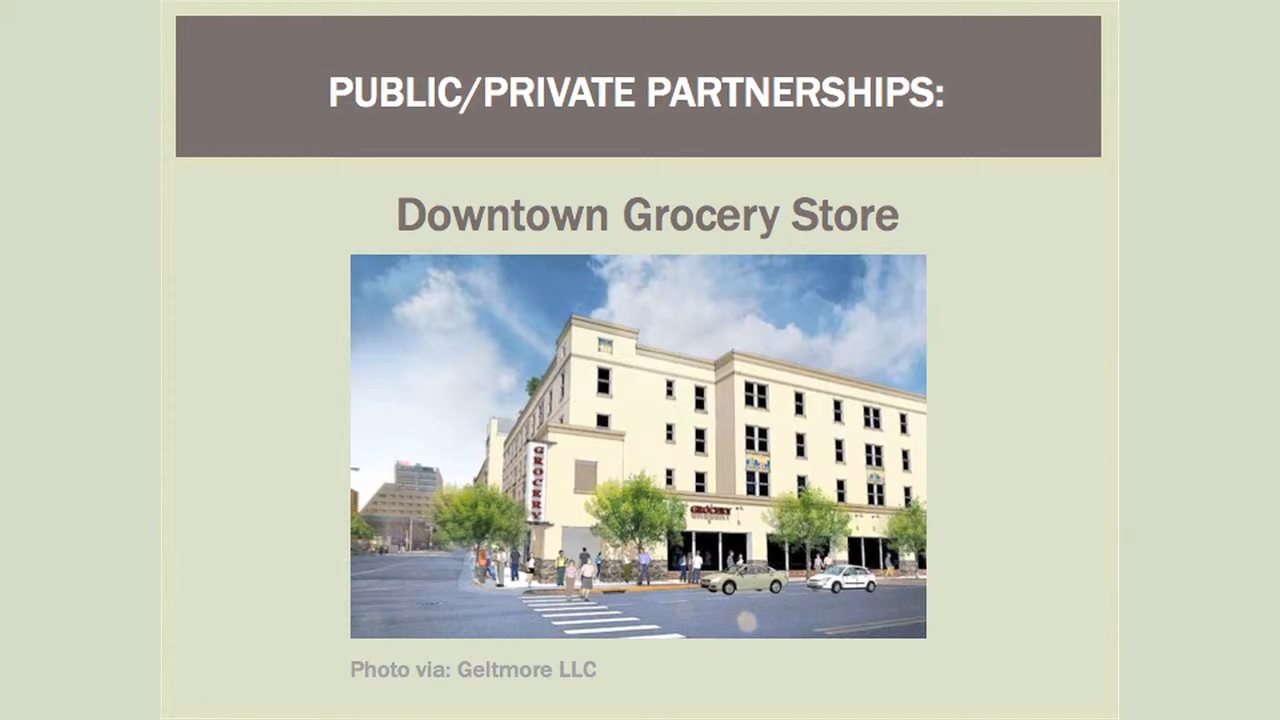 PUBLIC/PRIVATE PARTNERSHIPS:
Downtown Grocery Store
GROCERY
GROCERY
Photo via: Geltmore LLC